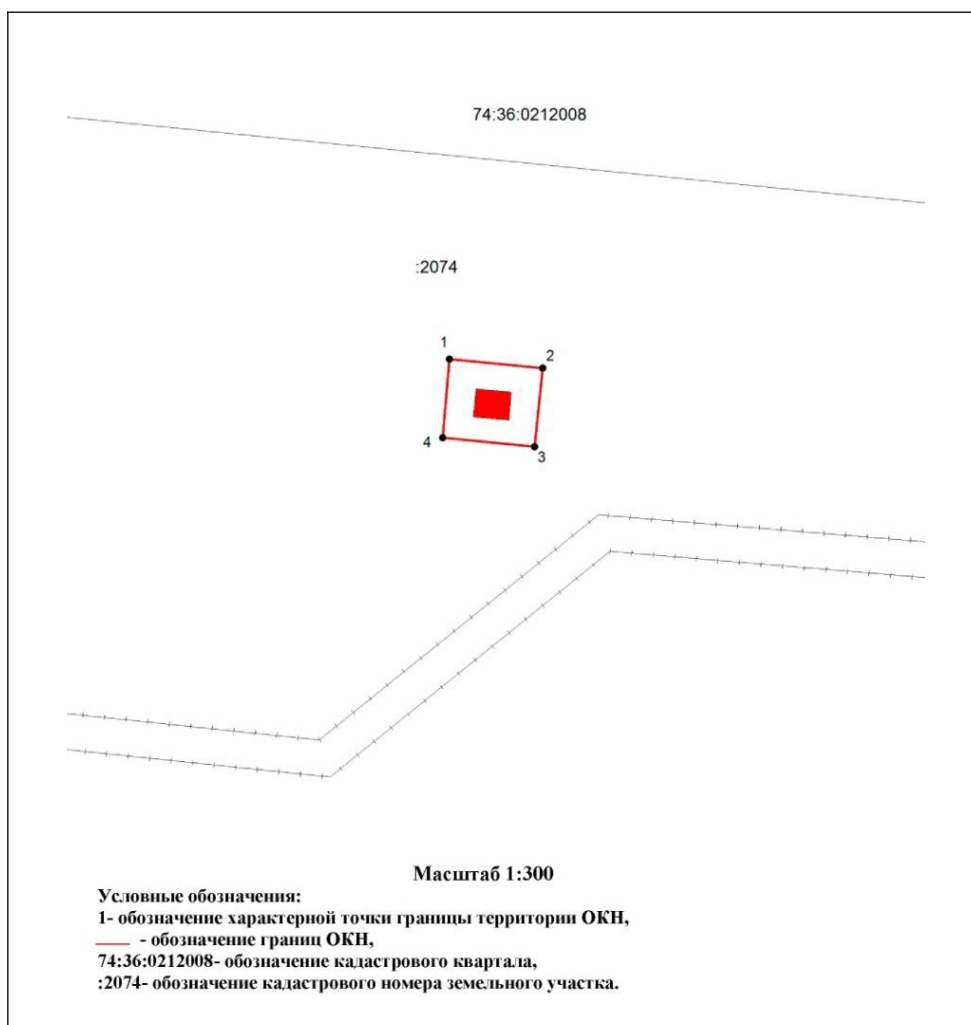 74:36:0212008
:2074
1
2
4
3
Масштаб 1:300
Условные обозначения:
1- обозначение характерной точки границы территории ОКН,
- обозначение границ ОКН,
74:36:0212008- обозначение кадастрового квартала,
:2074- обозначение кадастрового номера земельного участка.